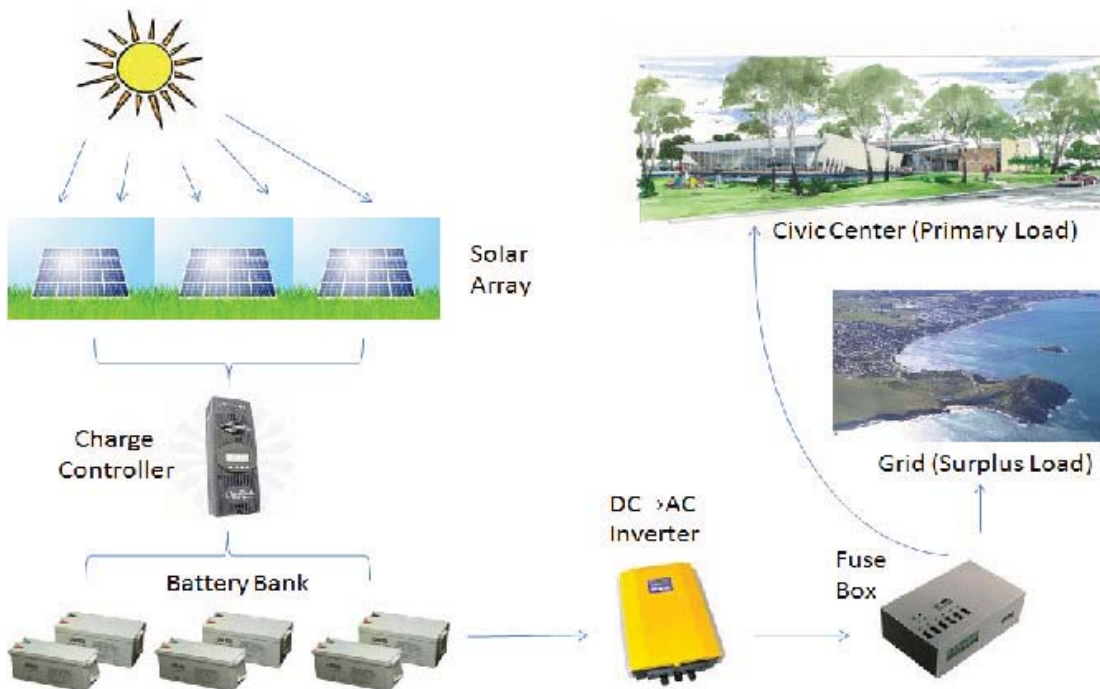 Civic Center (Primary Load)
Solar
Array
Grid (Surplus Load)
Charge
Controller
DC →AC
Inverter
Fuse
Box
Battery Bank